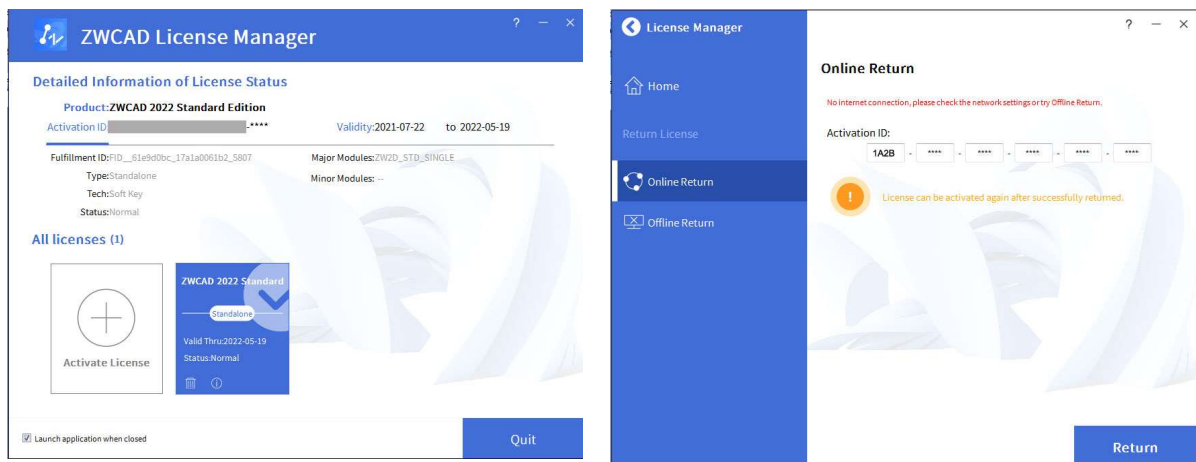 ZWCAD License Manager
? — ×
Detailed Information of License Status
Product:ZWCAD 2022 Standard Edition
Activation ID: -**** Validity:2021-07-22 to 2022-05-19
Fulfillment ID:FID__61e9d0bc_17a1a0061b2_5807 Major Modules:ZW2D_STD_SINGLE
Type:Standalone Minor Modules: --
Tech:Soft Key
Status:Normal
All licenses (1)
Activate License
ZWCAD 2022 Standard
Standalone
Valid Thru:2022-05-19
Status:Normal
Launch application when closed
Quit
License Manager
? — ×
Home
Return License
Online Return
Offline Return
Online Return
No internet connection, please check the network settings or try Offline Return.
Activation ID:
1A2B - **** - **** - **** - **** - ****
! License can be activated again after successfully returned.
Return